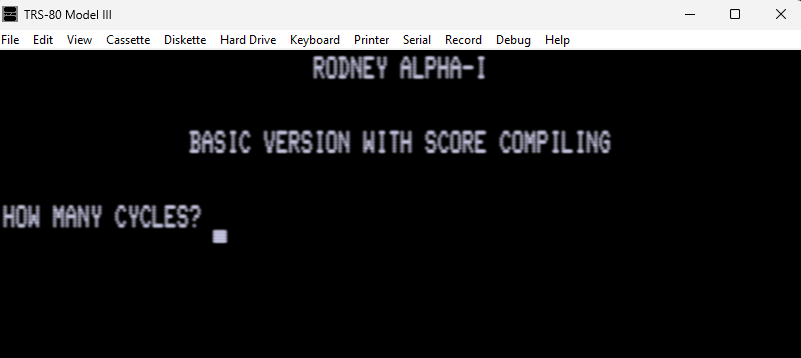 TRS-80 Model III
File Edit View Cassette Diskette Hard Drive Keyboard Printer Serial Record Debug Help
RODNEY ALPHA-I
BASIC VERSION WITH SCORE COMPILING
HOW MANY CYCLES?